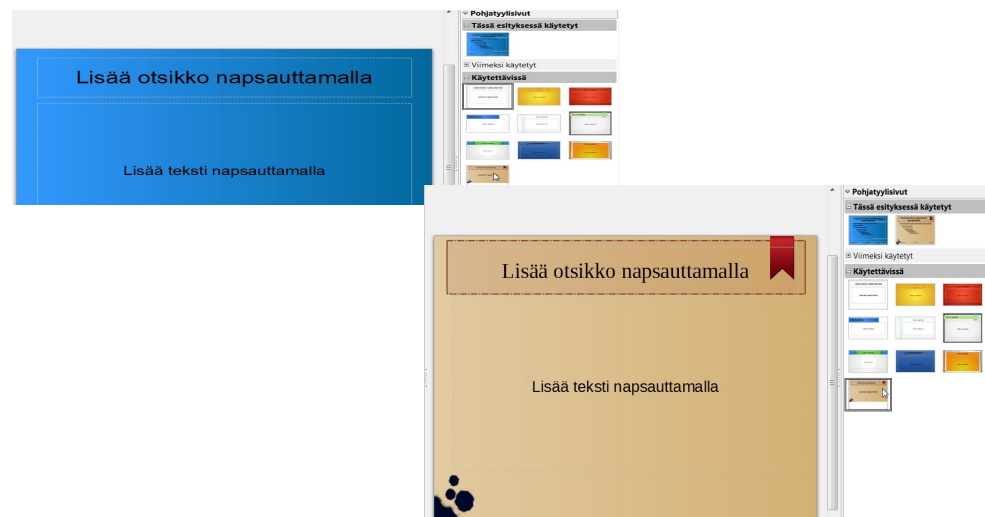 Pohjatyylisivut
Tässä esityksessä käytetyt
Viimeksi käytetyt
Käytettävissä
Lisää otsikko napsauttamalla
Lisää teksti napsauttamalla
Pohjatyylisivut
Tässä esityksessä käytetyt
Viimeksi käytetyt
Käytettävissä
Lisää otsikko napsauttamalla
Lisää teksti napsauttamalla